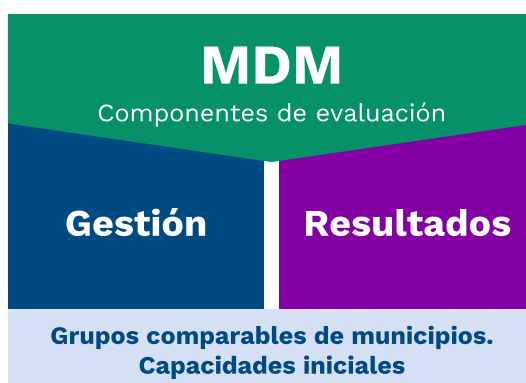 MDM
Componentes de evaluación
Gestión
Resultados
Grupos comparables de municipios.
Capacidades iniciales